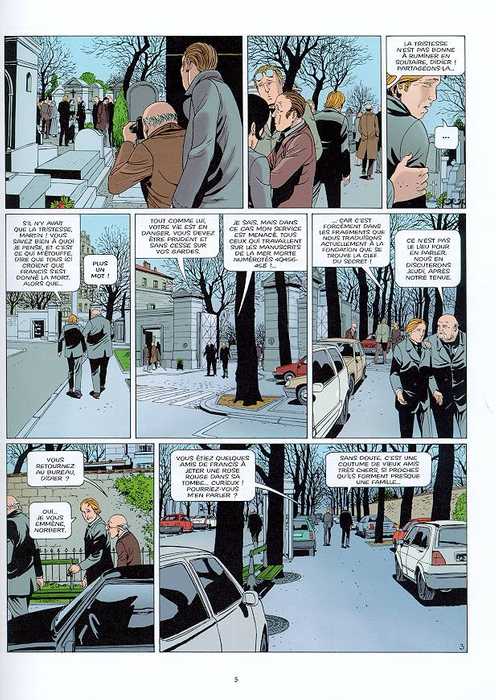 LA TRISTESSE
N'EST PAS BONNE
À RUMINER EN
SOLITAIRE, DIDIER !
PARTAGEONS-LA...
...
S'IL N'Y AVAIT
QUE LA TRISTESSE,
MARTIN ! VOUS
SAVEZ BIEN À QUOI
JE PENSE, ET C'EST
CE QUI M'ÉTOUFFE.
DIRE QUE TOUS ICI
CROIENT QUE
FRANCIS S'EST
DONNÉ LA MORT,
ALORS QUE...
PLUS
UN
MOT !
TOUT COMME LUI,
VOTRE VIE EST EN
DANGER. VOUS DEVEZ
ÊTRE PRUDENT ET
SANS CESSE SUR
VOS GARDES.
JE SAIS, MAIS DANS
CE CAS MON SERVICE
EST MENACÉ. TOUS
CEUX QUI TRAVAILLENT
SUR LES MANUSCRITS
DE LA MER MORTE
NUMÉROTÉS 4Q456-
458 !...
CAR C'EST
FORCÉMENT DANS
LES FRAGMENTS QUE
NOUS TRADUISONS
ACTUELLEMENT À LA
FONDATION QUE SE
TROUVE LA CLEF
DU SECRET !
CE N'EST PAS
LE LIEU POUR
EN PARLER.
NOUS EN
DISCUTERONS
JEUDI, APRÈS
NOTRE TENUE.
VOUS
RETOURNEZ
AU BUREAU,
DIDIER ?
OUI...
JE VOUS
EMMÈNE,
NORBERT.
VOUS ÉTIEZ QUELQUES
AMIS DE FRANCIS À
JETER UNE ROSE
ROUGE DANS SA
TOMBE... CURIEUX !
POURRIEZ-VOUS
M'EN PARLER ?
SANS DOUTE. C'EST UNE
COUTUME DE VIEUX AMIS
TRÈS CHERS, SI PROCHES
QU'ILS FORMENT PRESQUE
UNE FAMILLE...
3
5